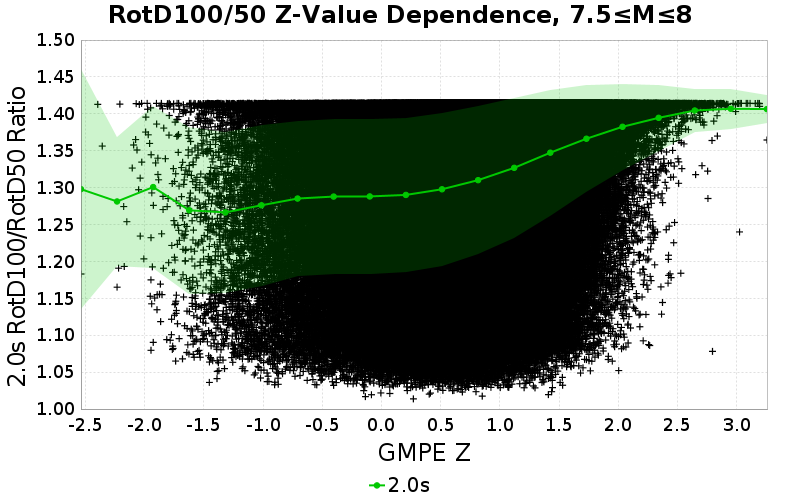 RotD100/50 Z-Value Dependence, 7.5≤M≤8
2.0s RotD100/RotD50 Ratio
1.50
1.45
1.40
1.35
1.30
1.25
1.20
1.15
1.10
1.05
1.00
-2.5 -2.0 -1.5 -1.0 -0.5 0.0 0.5 1.0 1.5 2.0 2.5 3.0
GMPE Z
2.0s